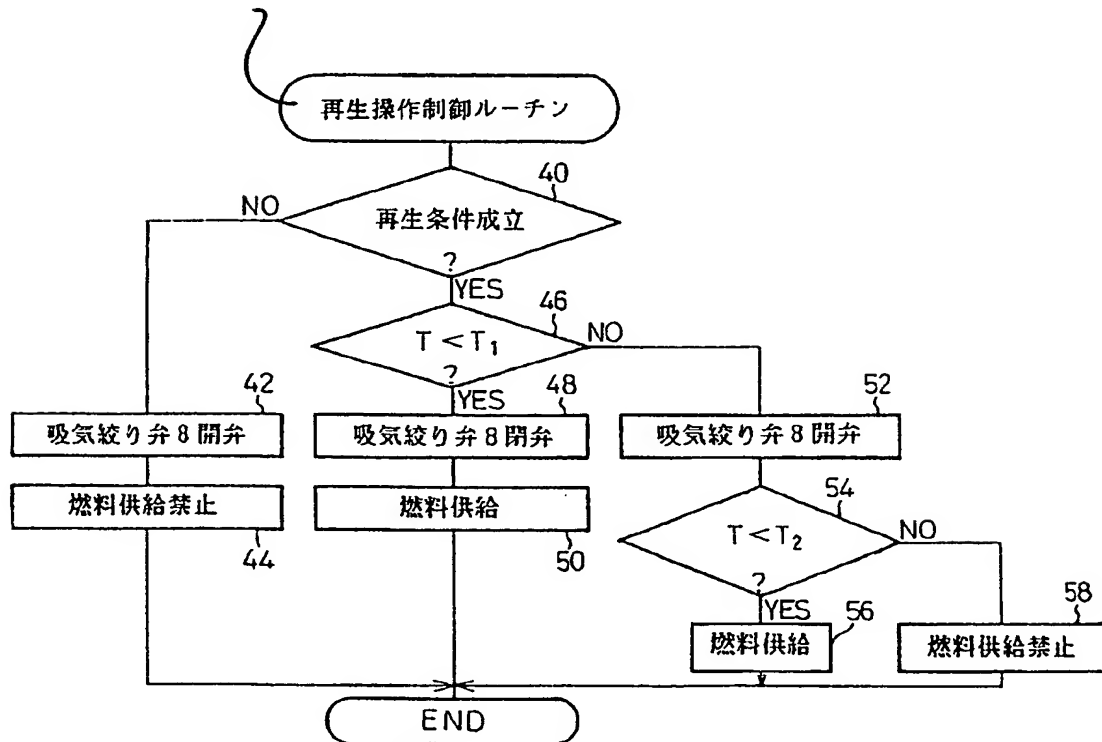 再生操作制御ルーチン
40
NO
再生条件成立
?
YES
46
T<T₁
NO
?
YES
42
48
52
吸気絞り弁8開弁
吸気絞り弁8閉弁
吸気絞り弁8開弁
燃料供給禁止
燃料供給
54
T<T₂
NO
44
50
?
YES
56
58
燃料供給
燃料供給禁止
END